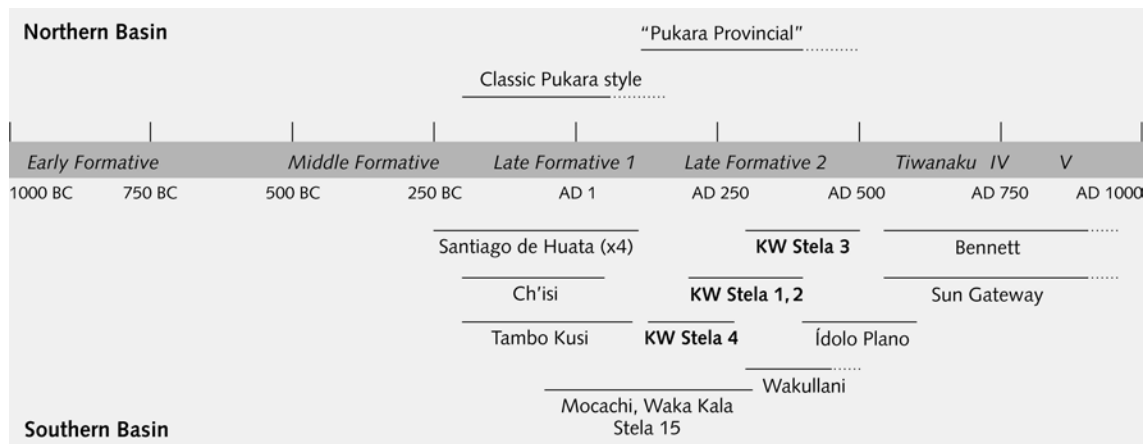 Northern Basin
“Pukara Provincial”
Classic Pukara style
Early Formative Middle Formative Late Formative 1 Late Formative 2 Tiwanaku IV V
1000 BC 750 BC 500 BC 250 BC AD 1 AD 250 AD 500 AD 750 AD 1000
Santiago de Huata (x4) KW Stela 3 Bennett
Ch’isi KW Stela 1, 2 Sun Gateway
Tambo Kusi KW Stela 4 Ídolo Plano
Wakullani
Mocachi, Waka Kala
Stela 15
Southern Basin